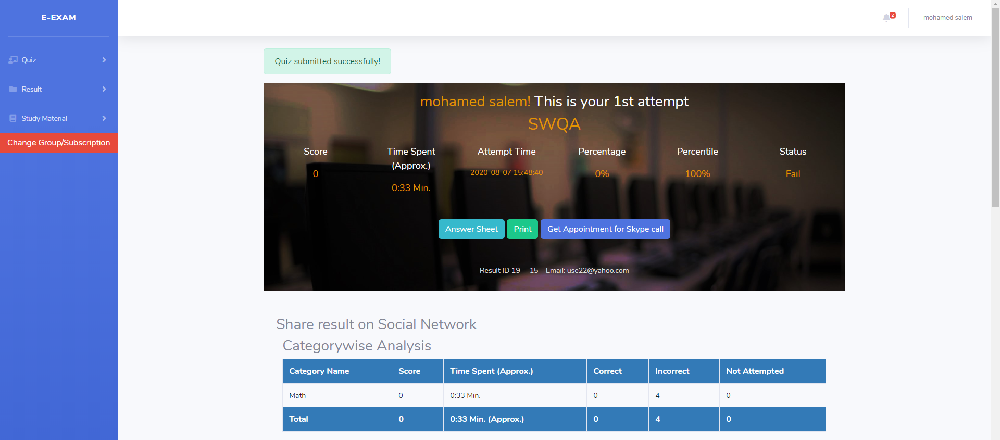 E-EXAM
Quiz
Result
Study Material
Change Group/Subscription
2
mohamed salem
Quiz submitted successfully!
mohamed salem! This is your 1st attempt
SWQA
Score
0
Time Spent
(Approx.)
0:33 Min.
Attempt Time
2020-08-07 15:48:40
Percentage
0%
Percentile
100%
Status
Fail
Answer Sheet Print Get Appointment for Skype call
Result ID 19 15 Email: use22@yahoo.com
Share result on Social Network
Categorywise Analysis
Category Name Score Time Spent (Approx.) Correct Incorrect Not Attempted
Math 0 0:33 Min. 0 4 0
Total 0 0:33 Min. (Approx.) 0 4 0